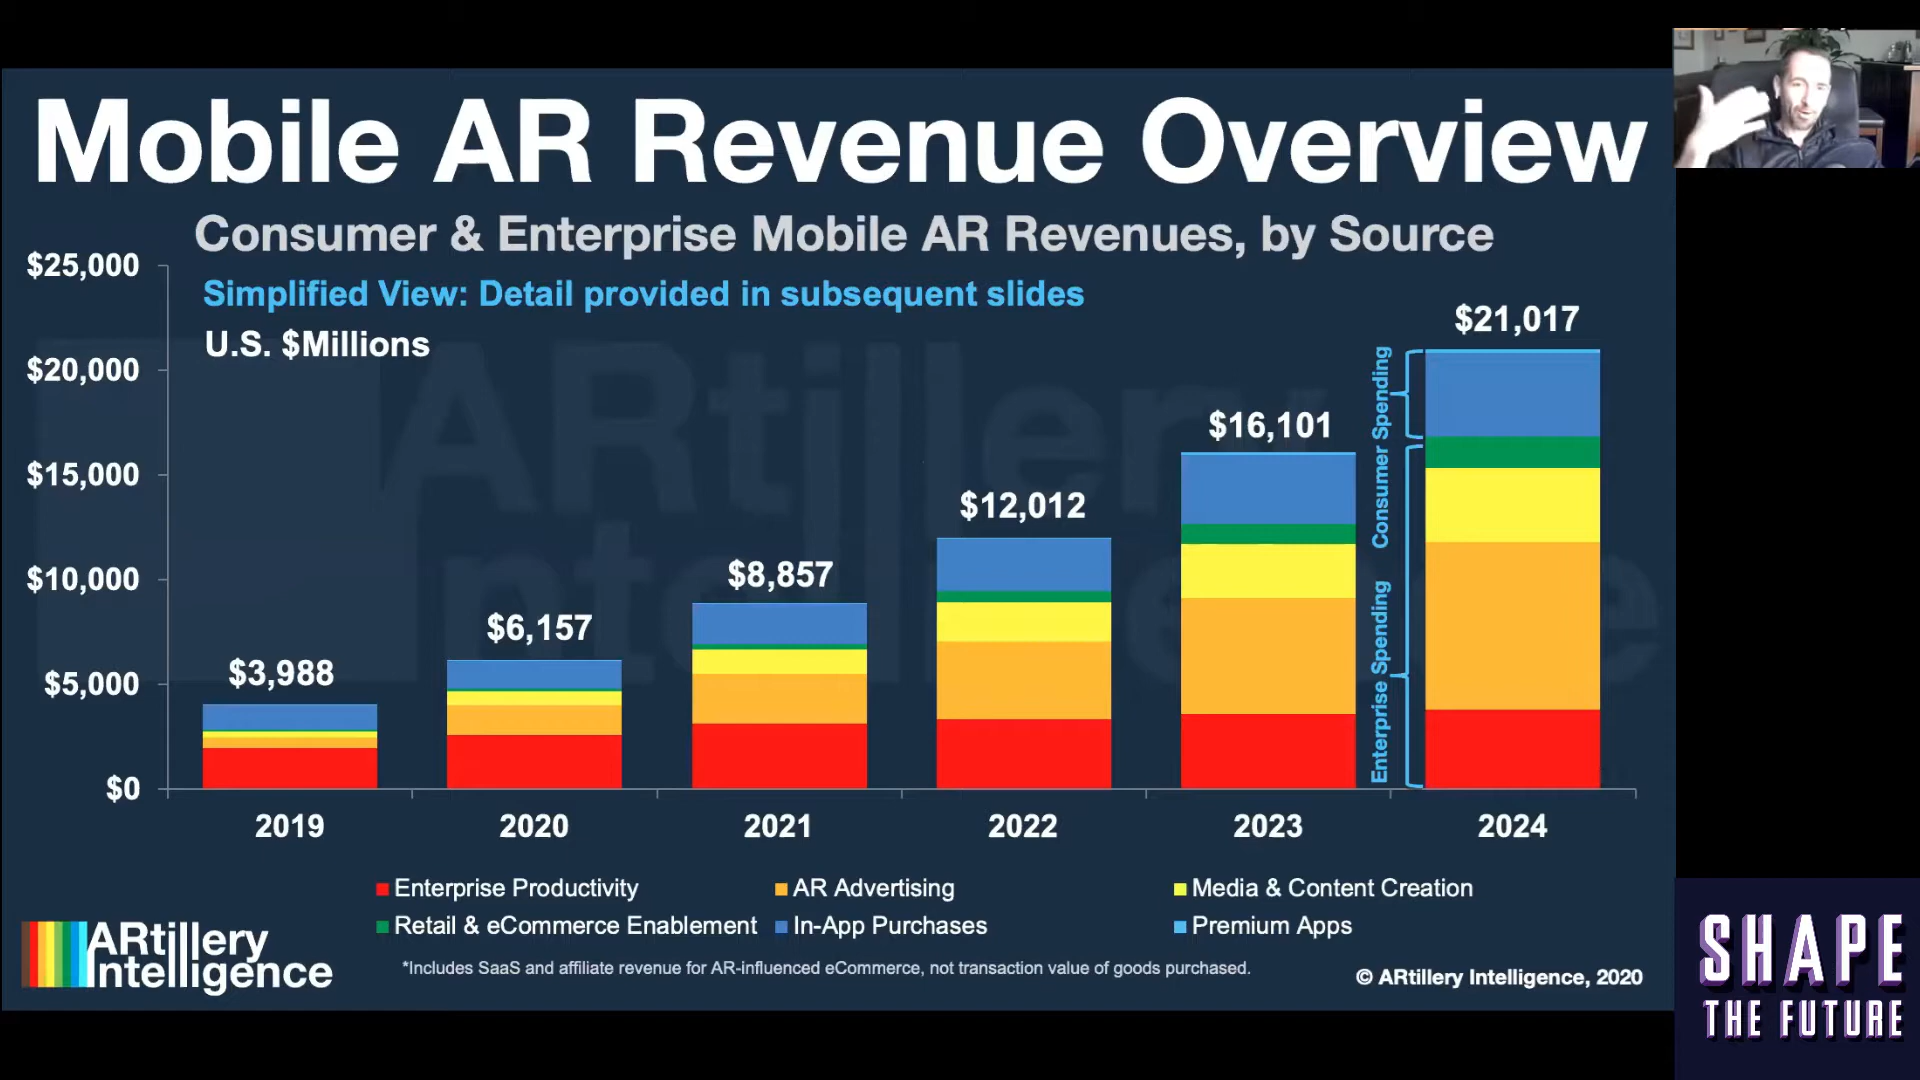 Mobile AR Revenue Overview
Consumer & Enterprise Mobile AR Revenues, by Source
Simplified View: Detail provided in subsequent slides
U.S. $Millions
$25,000
$20,000
$15,000
$10,000
$5,000
$0
$3,988
$6,157
$8,857
$12,012
$16,101
$21,017
Consumer Spending
Enterprise Spending
2019
2020
2021
2022
2023
2024
Enterprise Productivity
AR Advertising
Media & Content Creation
Retail & eCommerce Enablement
In-App Purchases
Premium Apps
*Includes SaaS and affiliate revenue for AR-influenced eCommerce, not transaction value of goods purchased.
ARtillery
Intelligence
© ARtillery Intelligence, 2020
ARtillery
Intelligence
SHAPE
THE FUTURE